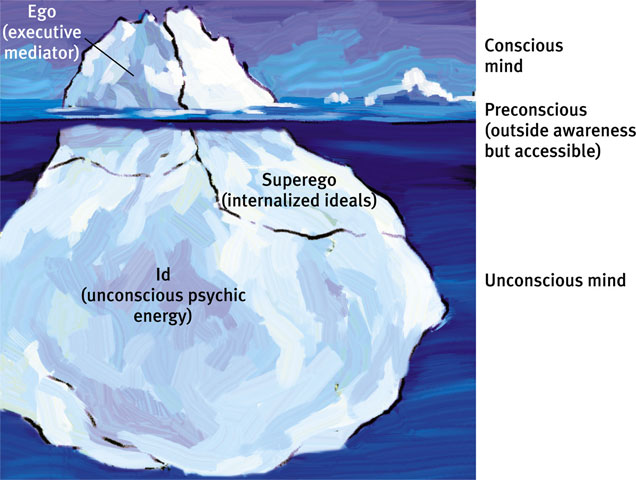 Ego
(executive
mediator)
Conscious
mind
Preconscious
(outside awareness
but accessible)
Superego
(internalized ideals)
Id
(unconscious psychic
energy)
Unconscious mind